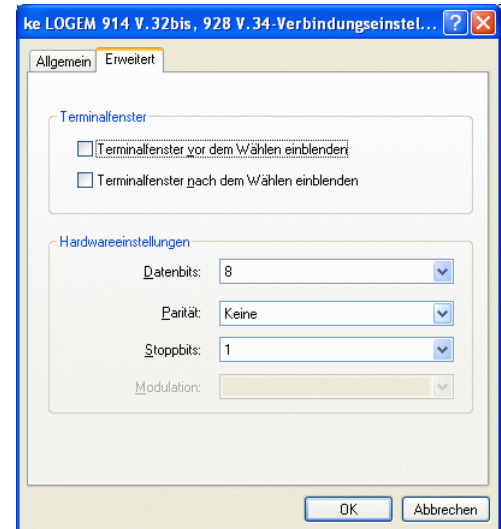 ke LOGEM 914 V.32bis, 928 V.34-Verbindungseinstel...
Allgemein Erweitert
Terminalfenster
Terminalfenster vor dem Wählen einblenden
Terminalfenster nach dem Wählen einblenden
Hardwareeinstellungen
Datenbits: 8
Parität: Keine
Stoppbits: 1
Modulation:
OK Abbrechen